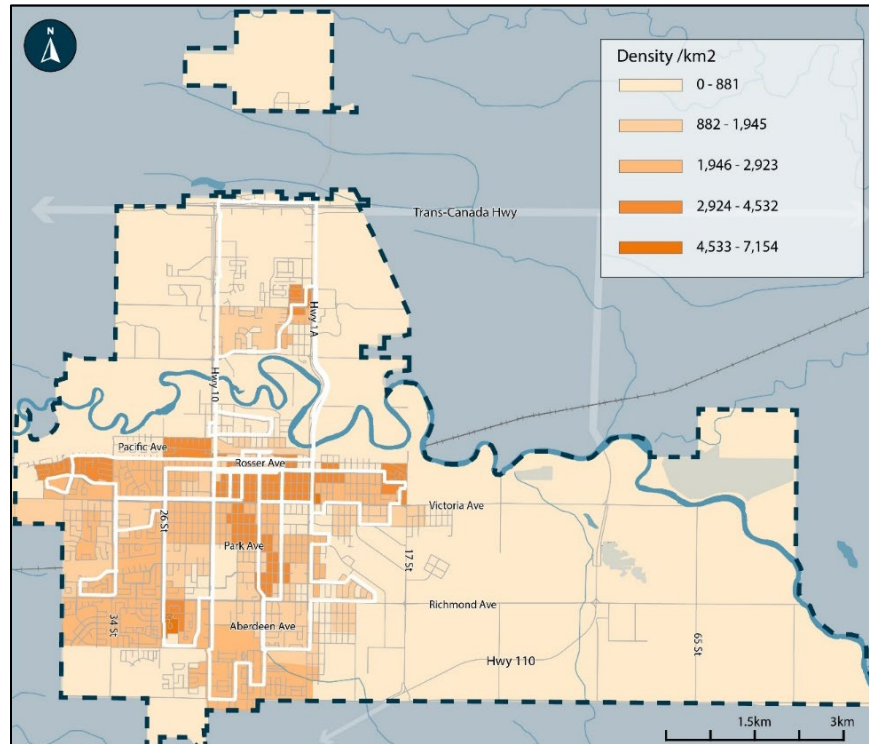 N
Density /km2
0 - 881
882 - 1,945
1,946 - 2,923
2,924 - 4,532
4,533 - 7,154
Trans-Canada Hwy
Hwy 1A
Hwy 10
Pacific Ave
Rosser Ave
Victoria Ave
26 St
Park Ave
17 St
34 St
Aberdeen Ave
Richmond Ave
65 St
Hwy 110
1.5km
3km